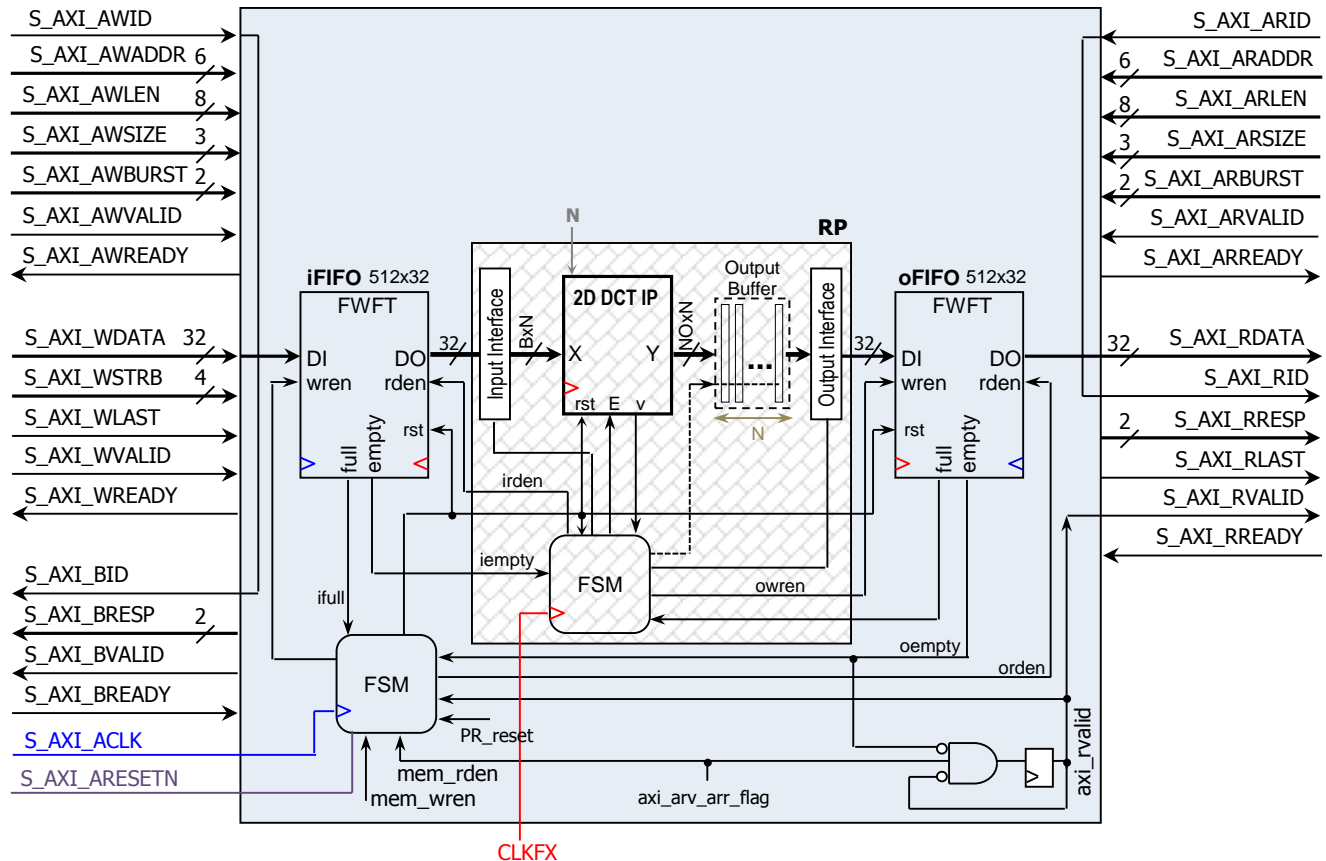 S_AXI_AWID
S_AXI_AWADDR 6
S_AXI_AWLEN 8
S_AXI_AWSIZE 3
S_AXI_AWBURST 2
S_AXI_AWVALID
S_AXI_AWREADY
S_AXI_WDATA 32
S_AXI_WSTRB 4
S_AXI_WLAST
S_AXI_WVALID
S_AXI_WREADY
S_AXI_BID
S_AXI_BRESP 2
S_AXI_BVALID
S_AXI_BREADY
S_AXI_ACLK
S_AXI_ARESETN
iFIFO 512x32
FWFT
DI
DO
wren
rden
rst
full
empty
32
N
RP
Input Interface
BxN
2D DCT IP
X
Y
rst
E
v
NOxN
Output
Buffer
...
N
Output Interface
32
irden
iempty
FSM
owren
ifull
oFIFO 512x32
FWFT
DI
DO
wren
rden
rst
full
empty
oempty
orden
FSM
PR_reset
mem_rden
mem_wren
axi_arv_arr_flag
axi_rvalid
CLKFX
S_AXI_ARID
6 S_AXI_ARADDR
8 S_AXI_ARLEN
3 S_AXI_ARSIZE
2 S_AXI_ARBURST
S_AXI_ARVALID
S_AXI_ARREADY
32 S_AXI_RDATA
S_AXI_RID
2 S_AXI_RRESP
S_AXI_RLAST
S_AXI_RVALID
S_AXI_RREADY